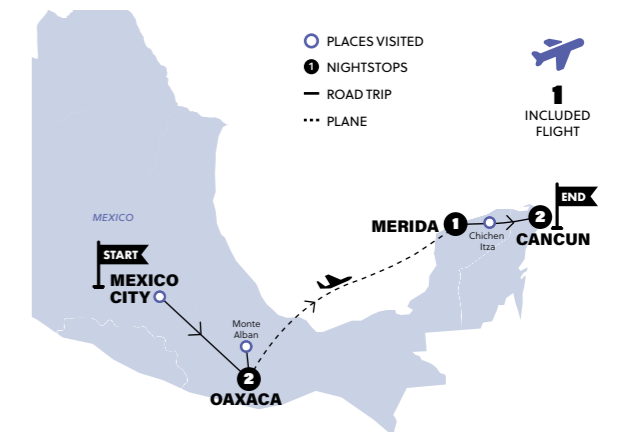 PLACES VISITED
1 NIGHTSTOPS
ROAD TRIP
PLANE
1
INCLUDED
FLIGHT
MEXICO
START
MEXICO
CITY
Monte
Alban
2
OAXACA
MERIDA 1
Chichen
Itza
2
END
CANCUN